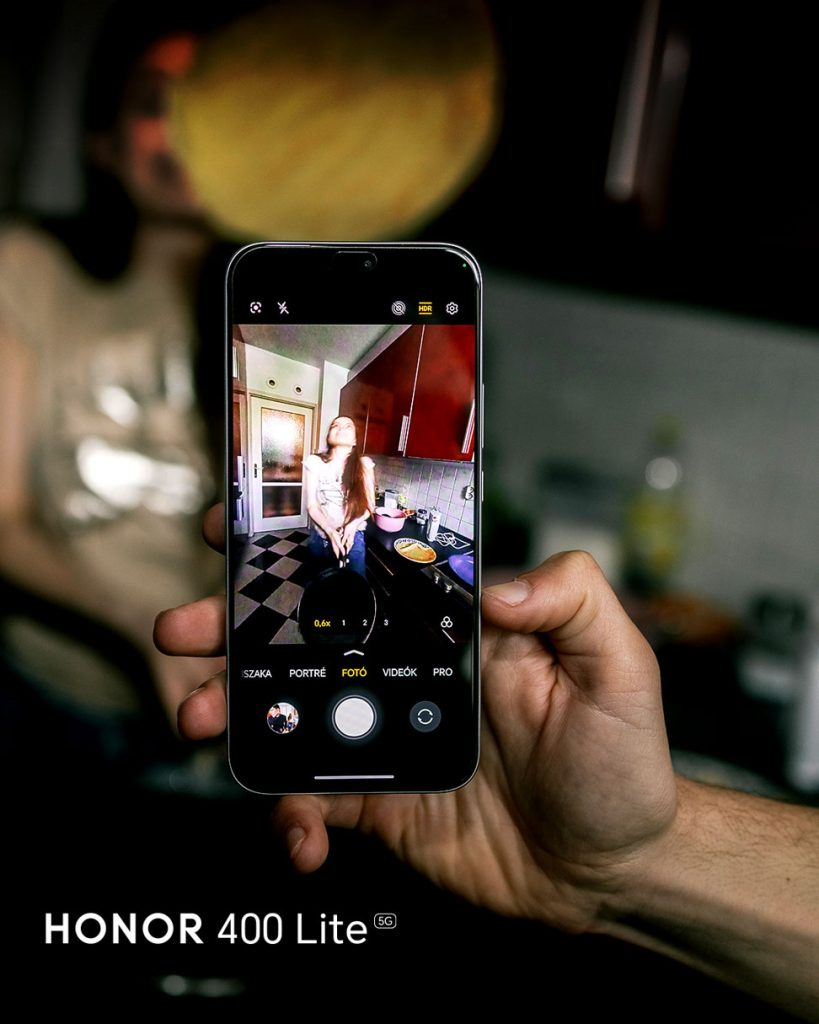 HDR
0,6x 1 2 3
SZAKA PORTRÉ FOTÓ VIDEÓK PRO
HONOR 400 Lite 5G